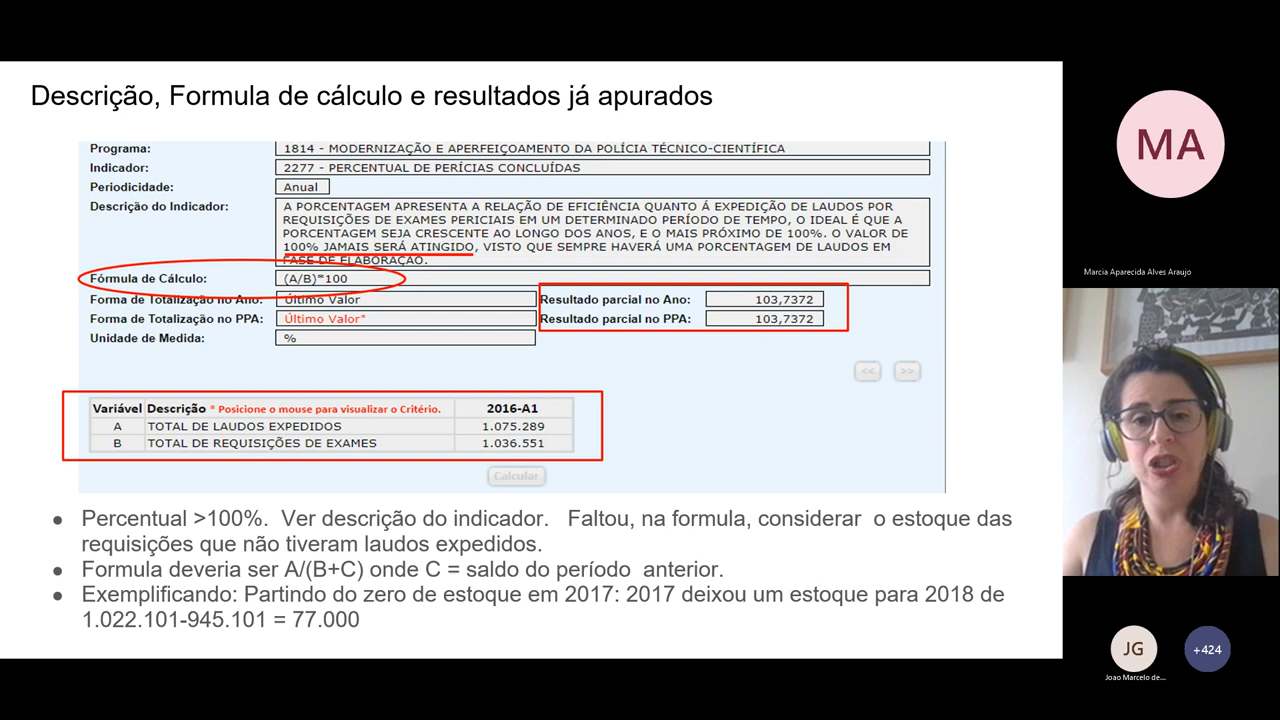 Descrição, Formula de cálculo e resultados já apurados
Programa: 1814 - MODERNIZAÇÃO E APERFEIÇOAMENTO DA POLÍCIA TÉCNICO-CIENTÍFICA
Indicador: 2277 - PERCENTUAL DE PERÍCIAS CONCLUÍDAS
Periodicidade: Anual
Descrição do Indicador: A PORCENTAGEM APRESENTA A RELAÇÃO DE EFICIÊNCIA QUANTO Á EXPEDIÇÃO DE LAUDOS POR
REQUISIÇÕES DE EXAMES PERICIAIS EM UM DETERMINADO PERÍODO DE TEMPO, O IDEAL É QUE A
PORCENTAGEM SEJA CRESCENTE AO LONGO DOS ANOS, E O MAIS PRÓXIMO DE 100%. O VALOR DE
100% JAMAIS SERÁ ATINGIDO, VISTO QUE SEMPRE HAVERÁ UMA PORCENTAGEM DE LAUDOS EM
FASE DE ELABORAÇÃO.
Fórmula de Cálculo: (A/B)*100
Forma de Totalização no Ano: Último Valor Resultado parcial no Ano: 103,7372
Forma de Totalização no PPA: Último Valor* Resultado parcial no PPA: 103,7372
Unidade de Medida: %
<< >>
Variável Descrição * Posicione o mouse para visualizar o Critério. 2016-A1
A TOTAL DE LAUDOS EXPEDIDOS 1.075.289
B TOTAL DE REQUISIÇÕES DE EXAMES 1.036.551
Calcular
● Percentual >100%. Ver descrição do indicador. Faltou, na formula, considerar o estoque das
requisições que não tiveram laudos expedidos.
● Formula deveria ser A/(B+C) onde C = saldo do período anterior.
● Exemplificando: Partindo do zero de estoque em 2017: 2017 deixou um estoque para 2018 de
1.022.101-945.101 = 77.000
MA
Marcia Aparecida Alves Araujo
JG +424
Joao Marcelo de...